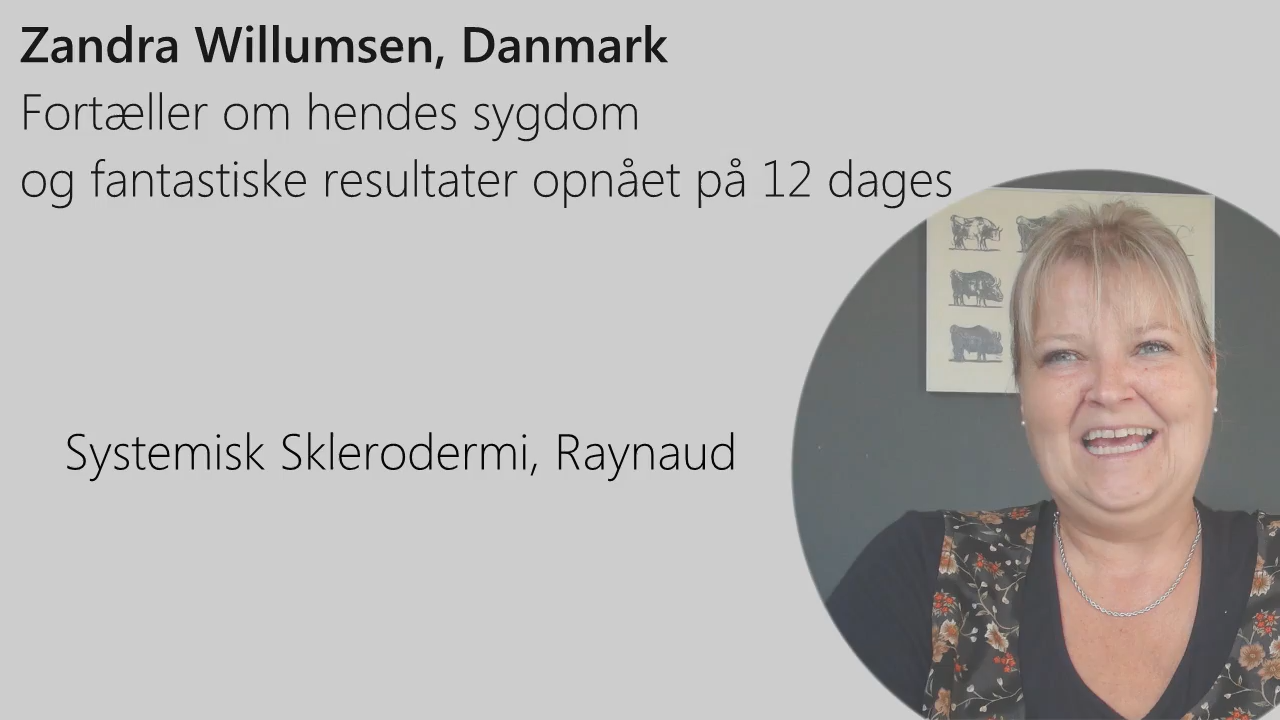 Zandra Willumsen, Danmark
Fortæller om hendes sygdom
og fantastiske resultater opnået på 12 dages
Systemisk Sklerodermi, Raynaud